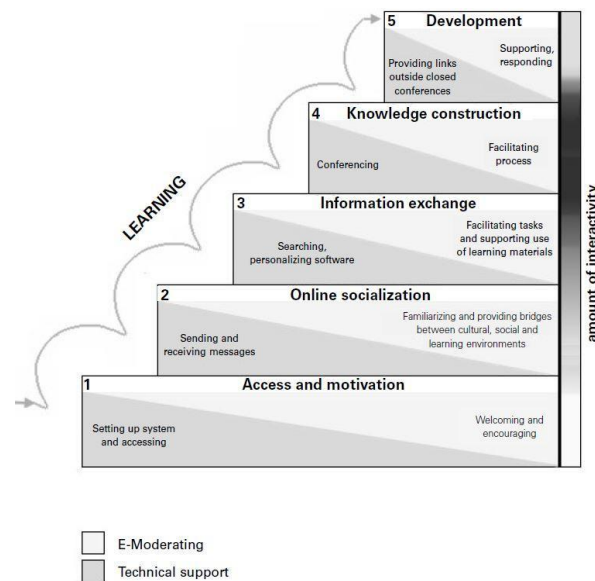 5 Development
Providing links
outside closed
conferences
Supporting,
responding
4 Knowledge construction
Conferencing
Facilitating
process
3 Information exchange
Searching,
personalizing software
Facilitating tasks
and supporting use
of learning materials
2 Online socialization
Sending and
receiving messages
Familiarizing and providing bridges
between cultural, social and
learning environments
1 Access and motivation
Setting up system
and accessing
Welcoming and
encouraging
LEARNING
amount of interactivity
E-Moderating
Technical support